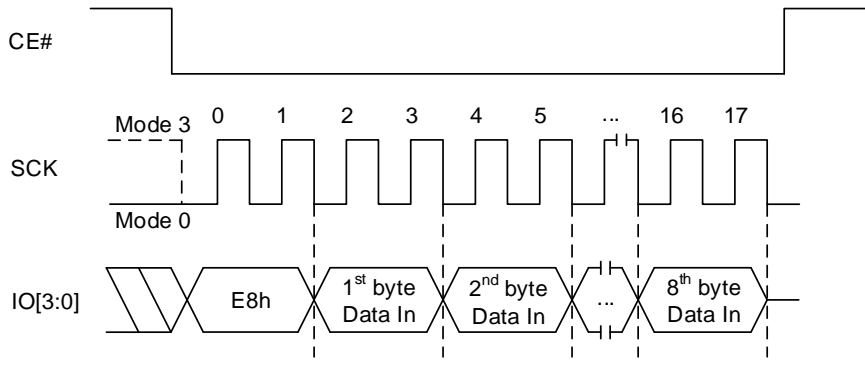 CE#
Mode 3 0 1 2 3 4 5 ... 16 17
SCK
Mode 0
IO[3:0] E8h 1st byte Data In 2nd byte Data In ... 8th byte Data In